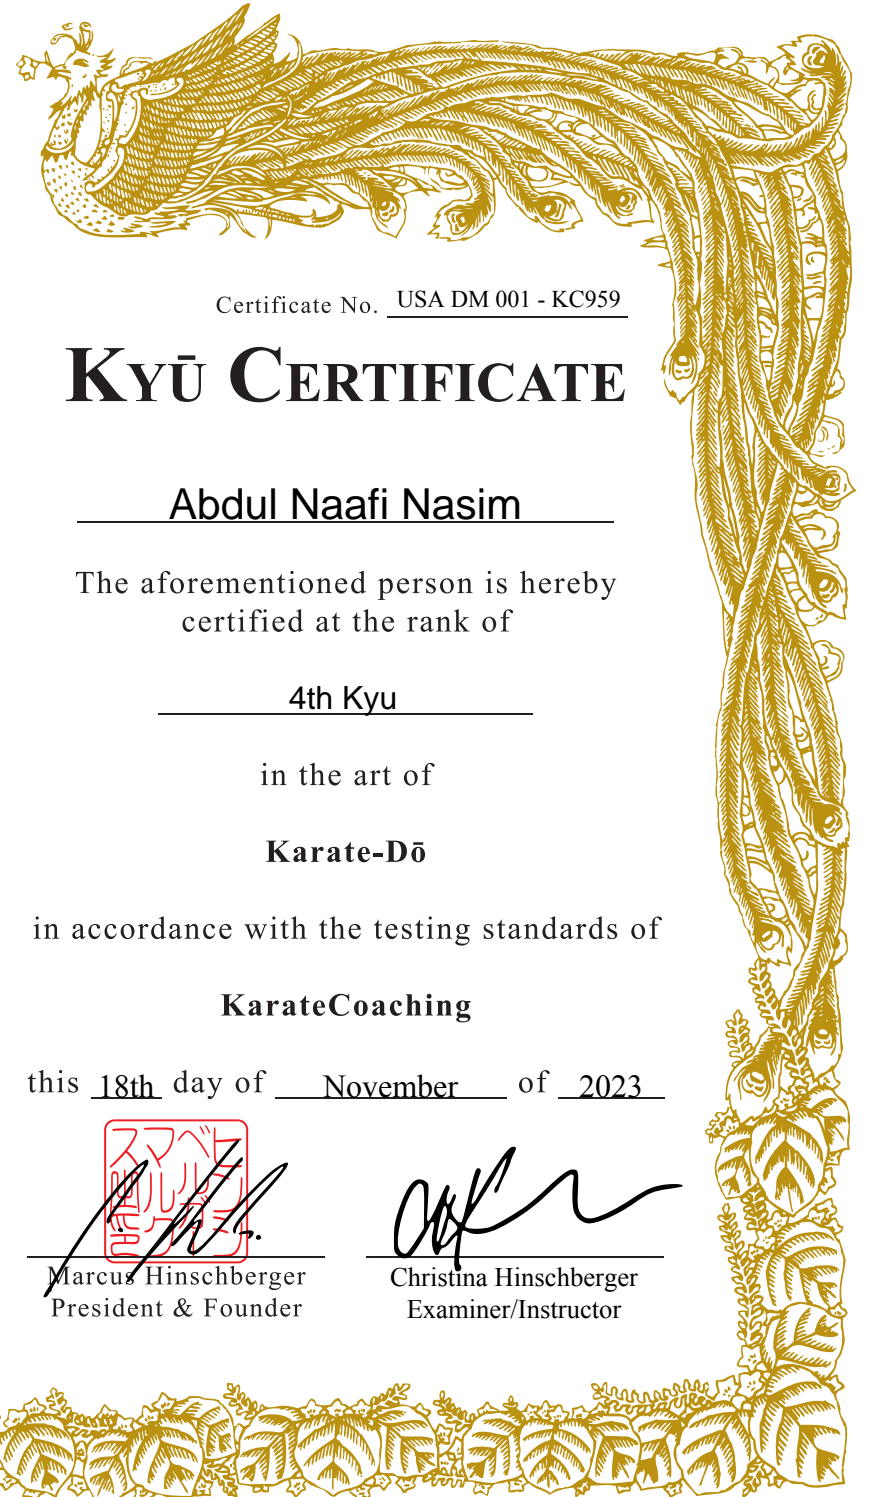 Certificate No. USA DM 001 - KC959
KYŪ CERTIFICATE
Abdul Naafi Nasim
The aforementioned person is hereby
certified at the rank of
4th Kyu
in the art of
Karate-Dō
in accordance with the testing standards of
KarateCoaching
this 18th day of November of 2023
Marcus Hinschberger
President & Founder
Christina Hinschberger
Examiner/Instructor